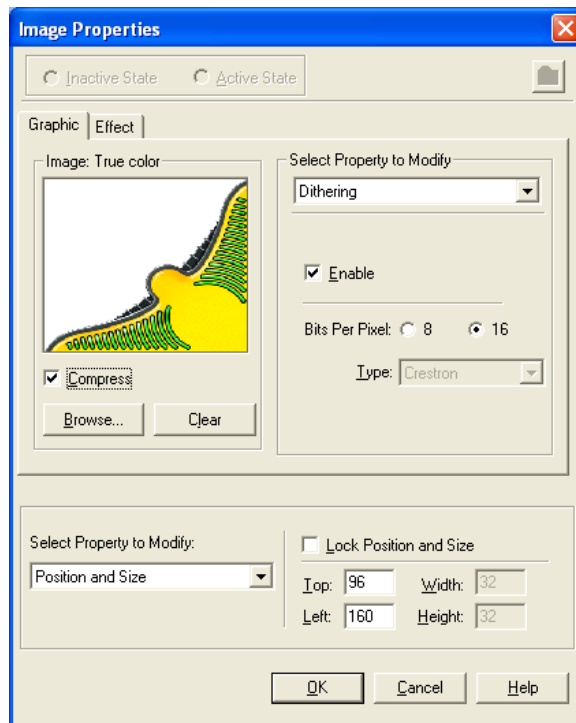 Image Properties
Inactive State Active State
Graphic Effect
Image: True color
Select Property to Modify
Dithering
Enable
Bits Per Pixel: 8 16
Type: Crestron
Compress
Browse... Clear
Select Property to Modify:
Position and Size
Lock Position and Size
Top: 96 Width: 32
Left: 160 Height: 32
OK Cancel Help